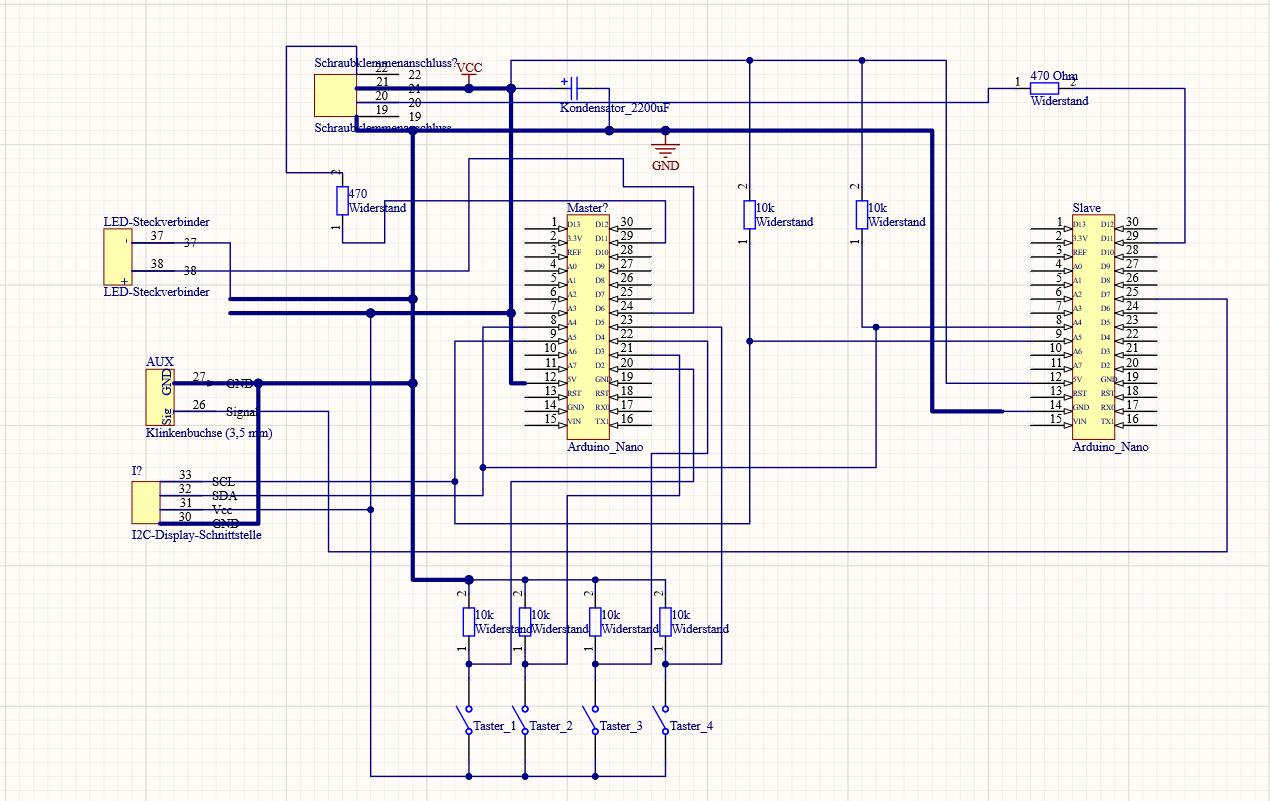 Schraubklemmenanschluss?
22 22
21 21
20 20
19 19
Schraubklemmenanschluss
VCC
Kondensator_2200uF
GND
1 470 Ohm 2
Widerstand
2
470
Widerstand
1
2
10k
Widerstand
1
2
10k
Widerstand
1
LED-Steckverbinder
- 37 37
+ 38 38
LED-Steckverbinder
Master?
1 D13 D12 30
2 3.3V D11 29
3 REF D10 28
4 A0 D9 27
5 A1 D8 26
6 A2 D7 25
7 A3 D6 24
8 A4 D5 23
9 A5 D4 22
10 A6 D3 21
11 A7 D2 20
12 5V GND 19
13 RST RST 18
14 GND RX0 17
15 VIN TX1 16
Arduino_Nano
Slave
1 D13 D12 30
2 3.3V D11 29
3 REF D10 28
4 A0 D9 27
5 A1 D8 26
6 A2 D7 25
7 A3 D6 24
8 A4 D5 23
9 A5 D4 22
10 A6 D3 21
11 A7 D2 20
12 5V GND 19
13 RST RST 18
14 GND RX0 17
15 VIN TX1 16
Arduino_Nano
AUX
GND 27 GND
Sig 26 Signal
Klinkenbuchse (3,5 mm)
I?
33 SCL
32 SDA
31 Vcc
30 GND
I2C-Display-Schnittstelle
2 2 2 2
10k 10k 10k 10k
Widerstand Widerstand Widerstand Widerstand
1 1 1 1
Taster_1 Taster_2 Taster_3 Taster_4